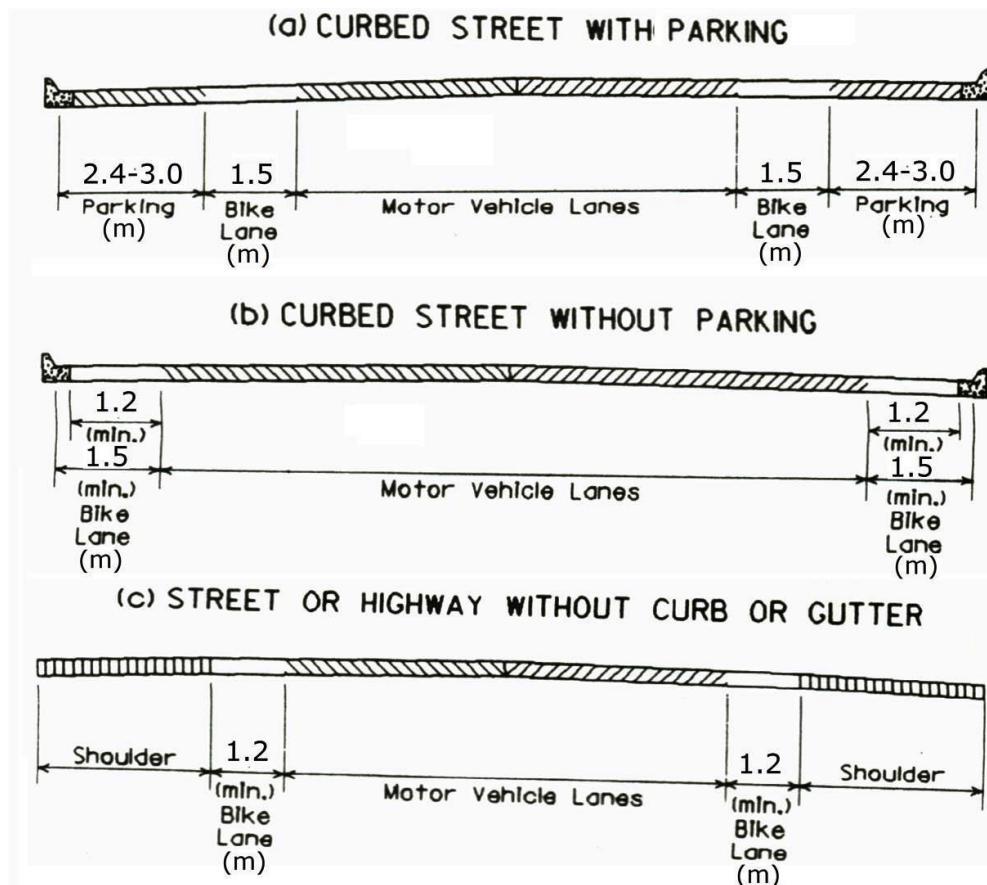 (a) CURBED STREET WITH PARKING
2.4-3.0
Parking
(m)
1.5
Bike
Lane
(m)
Motor Vehicle Lanes
1.5
Bike
Lane
(m)
2.4-3.0
Parking
(m)
(b) CURBED STREET WITHOUT PARKING
1.2
(min.)
1.5
(min.)
Bike
Lane
(m)
Motor Vehicle Lanes
1.2
(min.)
1.5
(min.)
Bike
Lane
(m)
(c) STREET OR HIGHWAY WITHOUT CURB OR GUTTER
Shoulder
1.2
(min.)
Bike
Lane
(m)
Motor Vehicle Lanes
1.2
(min.)
Bike
Lane
(m)
Shoulder